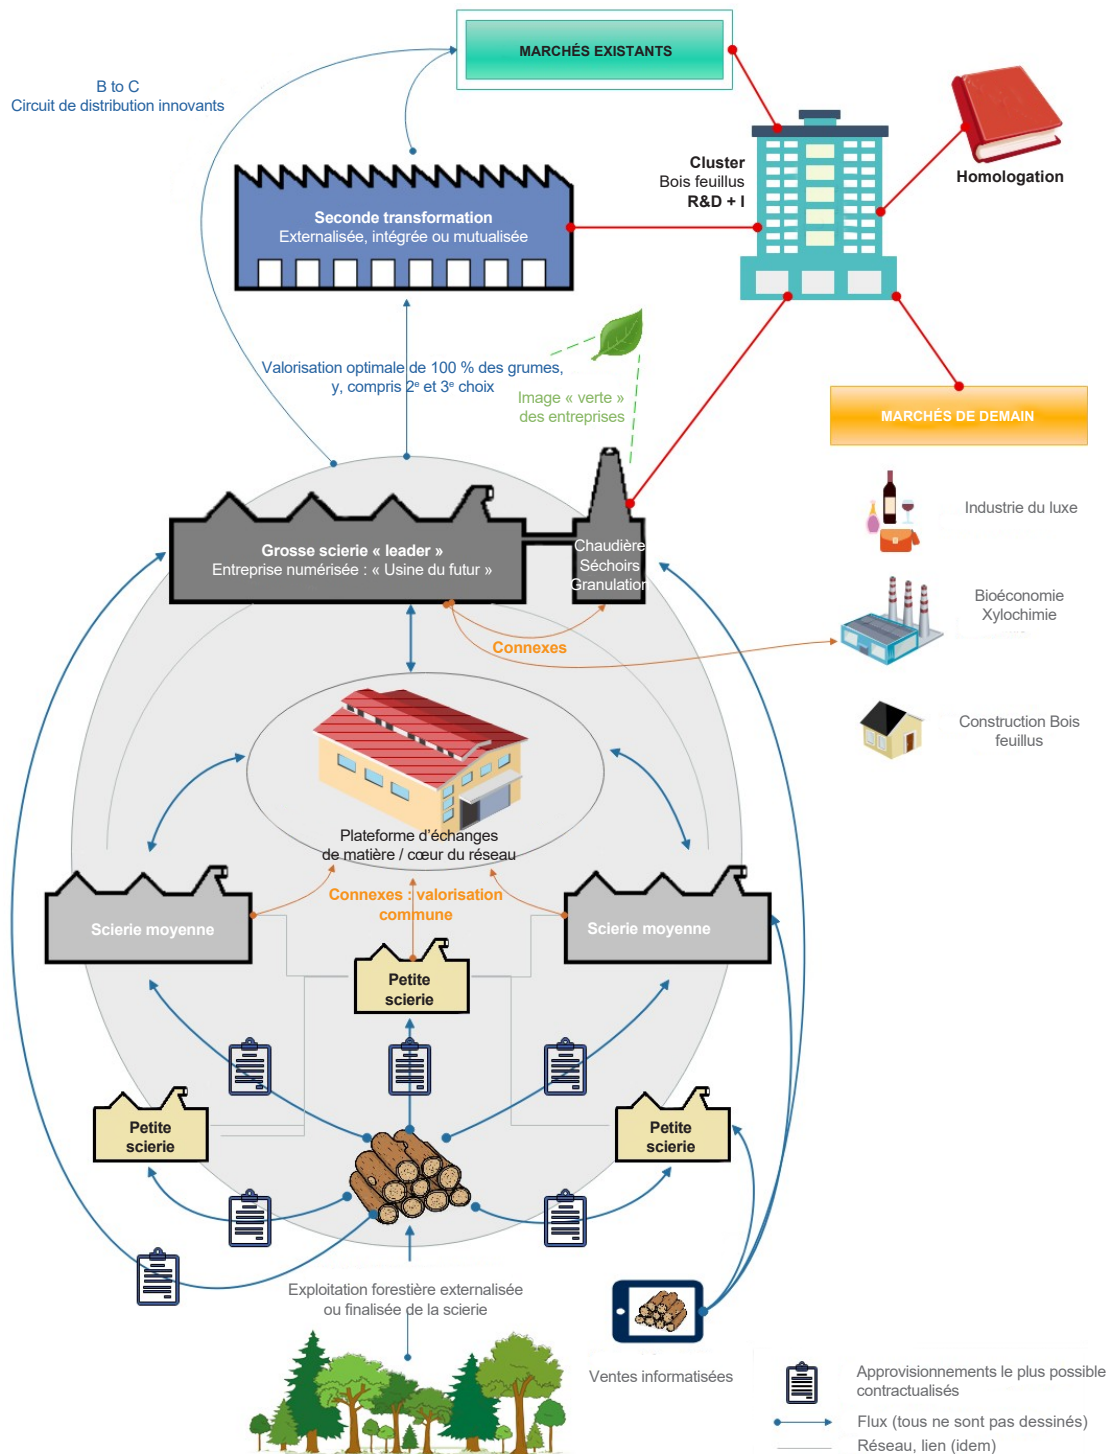 MARCHÉS EXISTANTS
B to C
Circuit de distribution innovants
Cluster
Bois feuillus
R&D + I
Homologation
Seconde transformation
Externalisée, intégrée ou mutualisée
Valorisation optimale de 100 % des grumes,
y, compris 2e et 3e choix
Image « verte »
des entreprises
MARCHÉS DE DEMAIN
Industrie du luxe
Grosse scierie « leader »
Entreprise numérisée : « Usine du futur »
Chaudière
Séchoirs
Granulation
Bioéconomie
Xylochimie
Connexes
Construction Bois
feuillus
Plateforme d'échanges
de matière / cœur du réseau
Connexes : valorisation
commune
Scierie moyenne
Scierie moyenne
Petite
scierie
Petite
scierie
Petite
scierie
Exploitation forestière externalisée
ou finalisée de la scierie
Ventes informatisées
Approvisionnements le plus possible
contractualisés
Flux (tous ne sont pas dessinés)
Réseau, lien (idem)